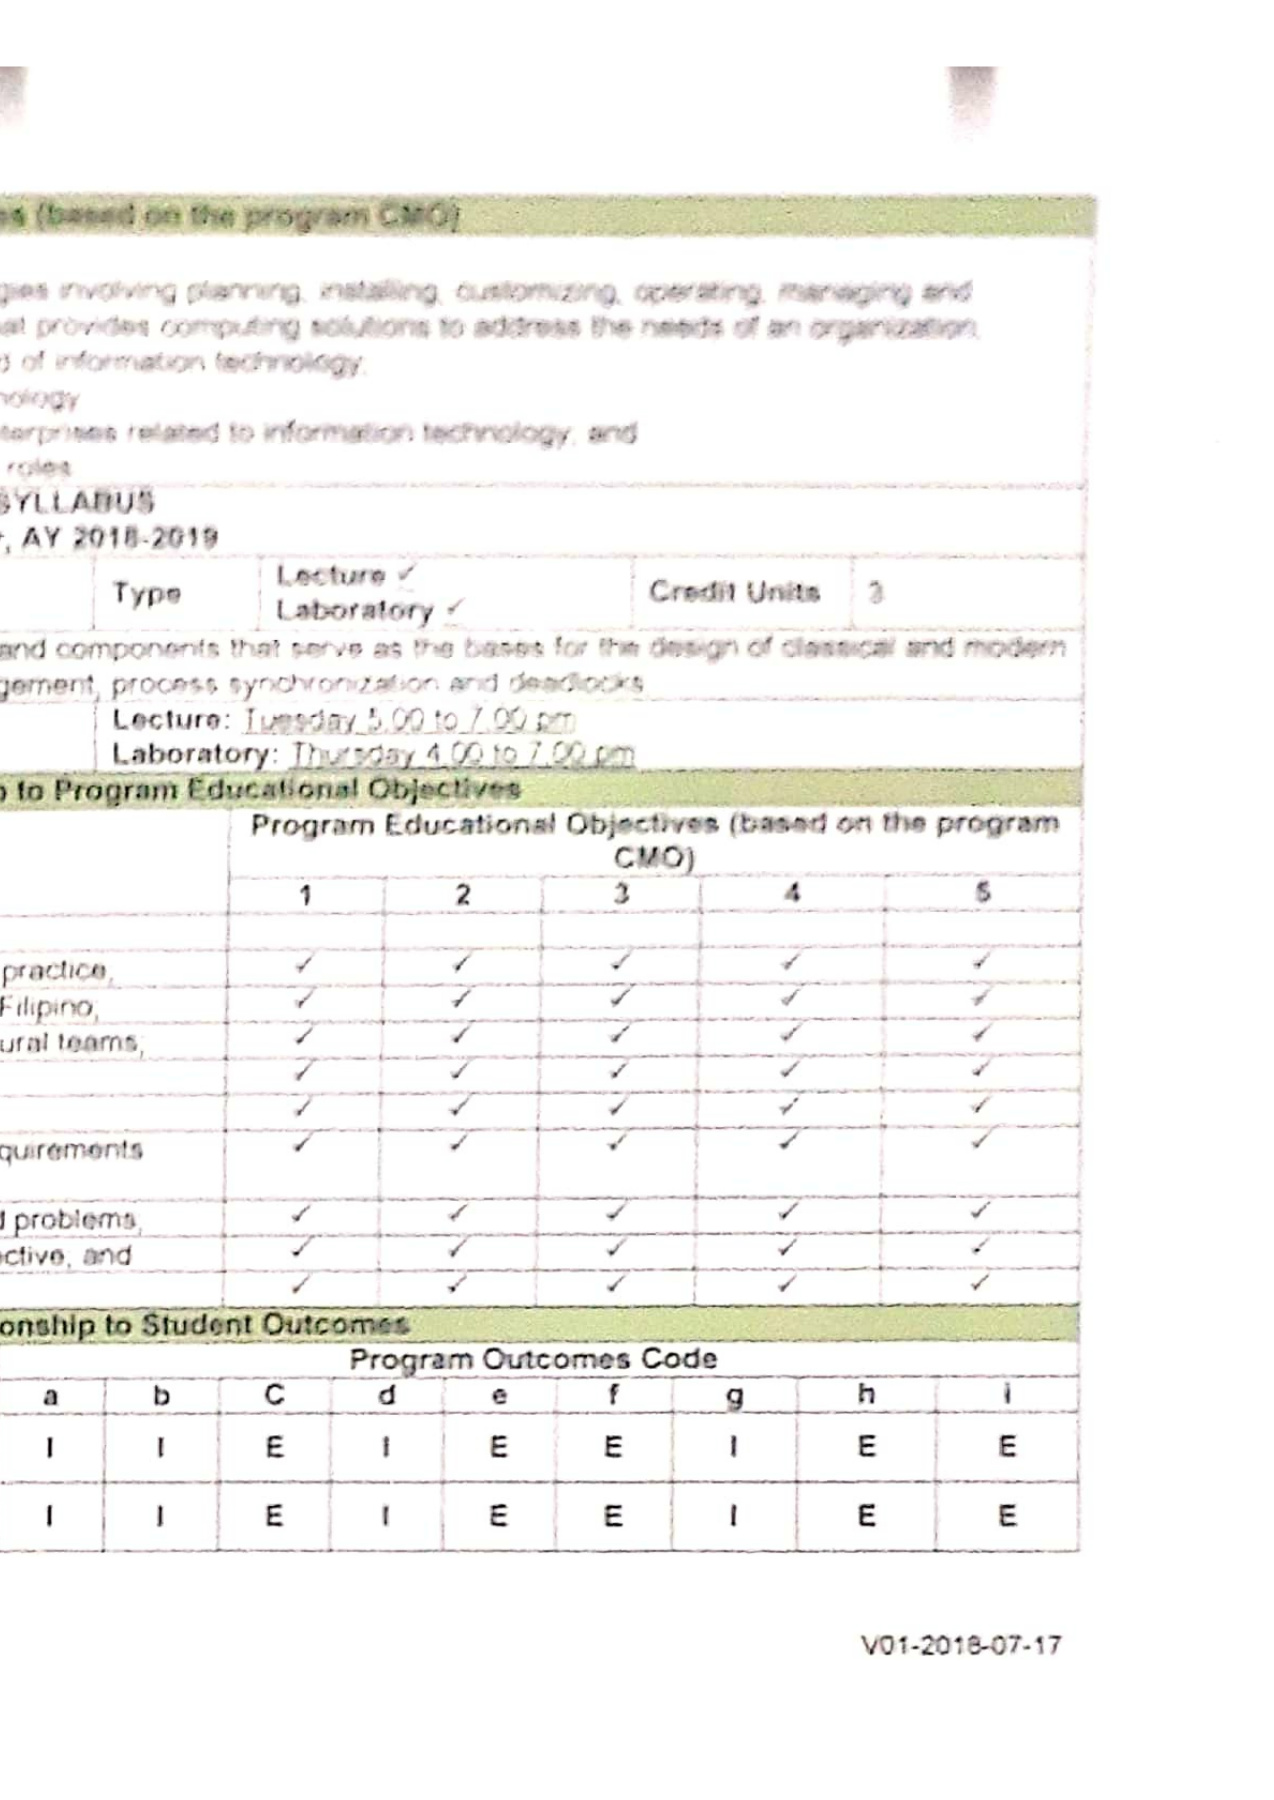 es (based on the program CMO)
gies involving planning, installing, customizing, operating, managing and
at provides computing solutions to address the needs of an organization.
d of information technology;
nology
terprises related to information technology; and
roles
SYLLABUS
r, AY 2018-2019
Type Lecture ✓ Laboratory ✓ Credit Units 3
and components that serve as the bases for the design of classical and modern
gement, process synchronization and deadlocks
Lecture: Tuesday 5:00 to 7:00 pm
Laboratory: Thursday 4:00 to 7:00 pm
p to Program Educational Objectives
Program Educational Objectives (based on the program
CMO)
1 2 3 4 5
practice, ✓ ✓ ✓ ✓ ✓
Filipino; ✓ ✓ ✓ ✓ ✓
ural teams; ✓ ✓ ✓ ✓ ✓
✓ ✓ ✓ ✓ ✓
✓ ✓ ✓ ✓ ✓
quirements ✓ ✓ ✓ ✓ ✓
d problems, ✓ ✓ ✓ ✓ ✓
ctive, and ✓ ✓ ✓ ✓ ✓
✓ ✓ ✓ ✓ ✓
onship to Student Outcomes
Program Outcomes Code
a b C d e f g h i
I I E I E E I E E
I I E I E E I E E
V01-2018-07-17